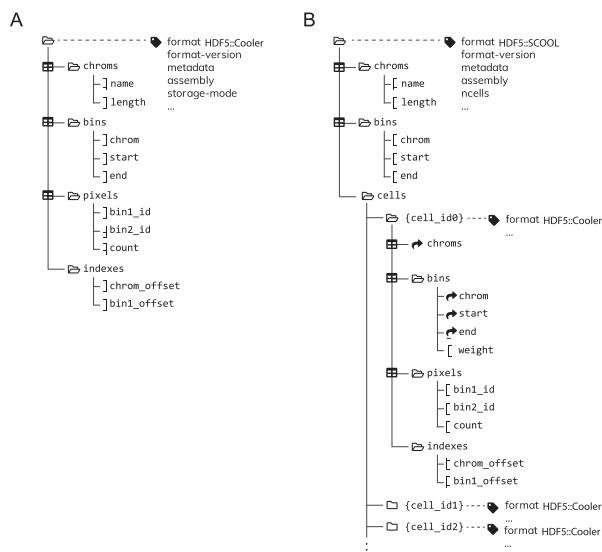 A
format HDF5::Cooler
format-version
metadata
assembly
storage-mode
...
chroms
name
length
bins
chrom
start
end
pixels
bin1_id
bin2_id
count
indexes
chrom_offset
bin1_offset
B
format HDF5::SCOOL
format-version
metadata
assembly
ncells
...
chroms
name
length
bins
chrom
start
end
cells
{cell_id0} format HDF5::Cooler
...
chroms
bins
chrom
start
end
weight
pixels
bin1_id
bin2_id
count
indexes
chrom_offset
bin1_offset
{cell_id1} format HDF5::Cooler
...
{cell_id2} format HDF5::Cooler
...